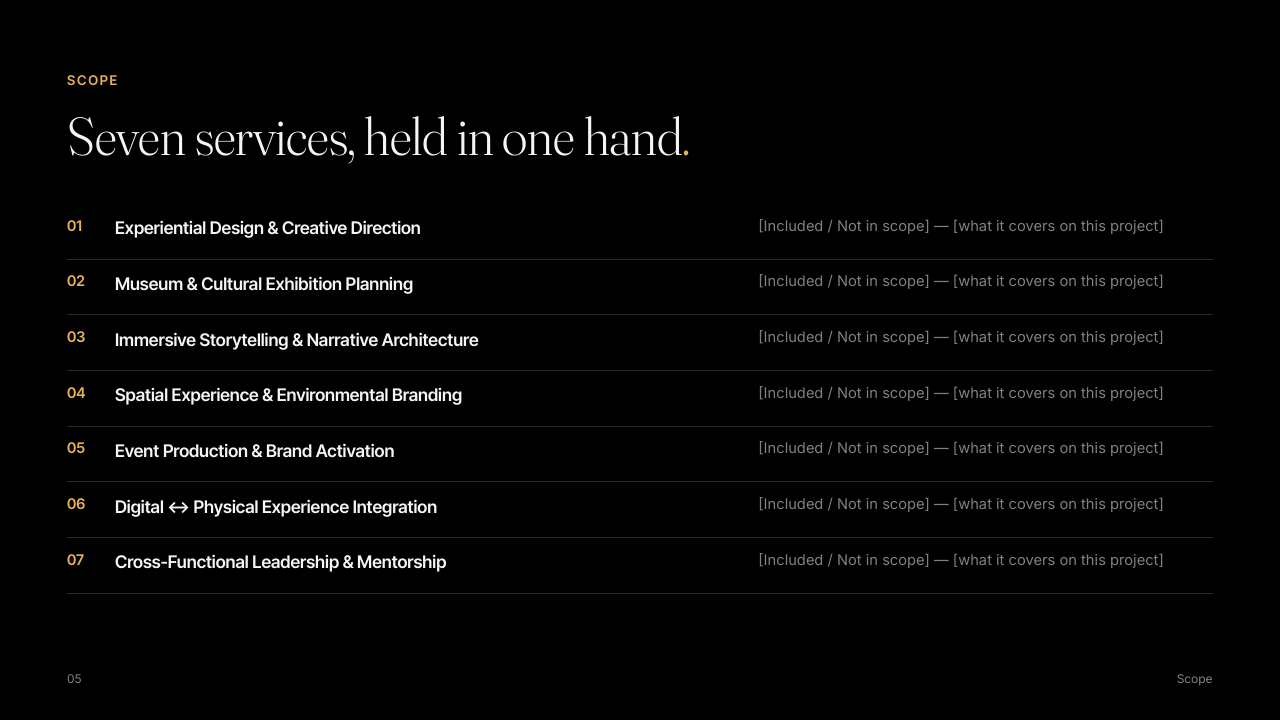 SCOPE
Seven services, held in one hand.
01 Experiential Design & Creative Direction [Included / Not in scope] — [what it covers on this project]
02 Museum & Cultural Exhibition Planning [Included / Not in scope] — [what it covers on this project]
03 Immersive Storytelling & Narrative Architecture [Included / Not in scope] — [what it covers on this project]
04 Spatial Experience & Environmental Branding [Included / Not in scope] — [what it covers on this project]
05 Event Production & Brand Activation [Included / Not in scope] — [what it covers on this project]
06 Digital ↔ Physical Experience Integration [Included / Not in scope] — [what it covers on this project]
07 Cross-Functional Leadership & Mentorship [Included / Not in scope] — [what it covers on this project]
05 Scope